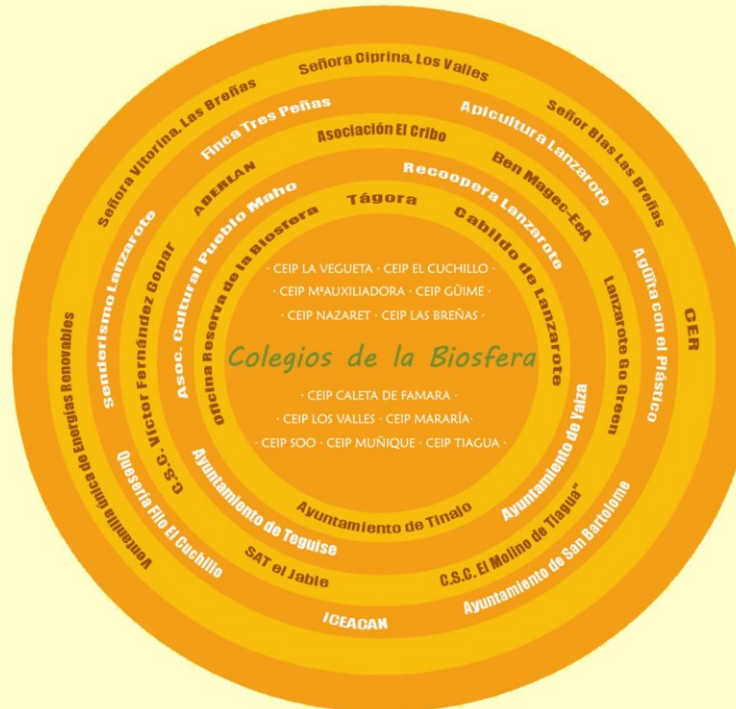 Señora Vitorina, Las Breñas
Señora Ciprina, Los Valles
Señor Blas Las Breñas
CER
Ventanilla única de Energías Renovables
Senderismo Lanzarote
Finca Tres Peñas
Apicultura Lanzarote
Agüita con el Plástico
Ayuntamiento de San Bartolome
ICEACAN
Quesería Filo El Cuchillo
C.S.C. Víctor Fernández Gopar
ADERLAN
Asociación El Cribo
Ben Magec-EeA
Lanzarote Go Green
C.S.C. El Molino de Tiagua"
SAT el Jable
Asoc. Cultural Pueblo Maho
Recoopera Lanzarote
Ayuntamiento de Yaiza
Ayuntamiento de Teguise
Oficina Reserva de la Biosfera
Tágora
Cabildo de Lanzarote
Ayuntamiento de Tinajo
· CEIP LA VEGUETA · CEIP EL CUCHILLO ·
· CEIP MªAUXILIADORA · CEIP GÜIME ·
· CEIP NAZARET · CEIP LAS BREÑAS ·
Colegios de la Biosfera
· CEIP CALETA DE FAMARA ·
· CEIP LOS VALLES · CEIP MARARÍA·
· CEIP SOO · CEIP MUÑIQUE · CEIP TIAGUA ·